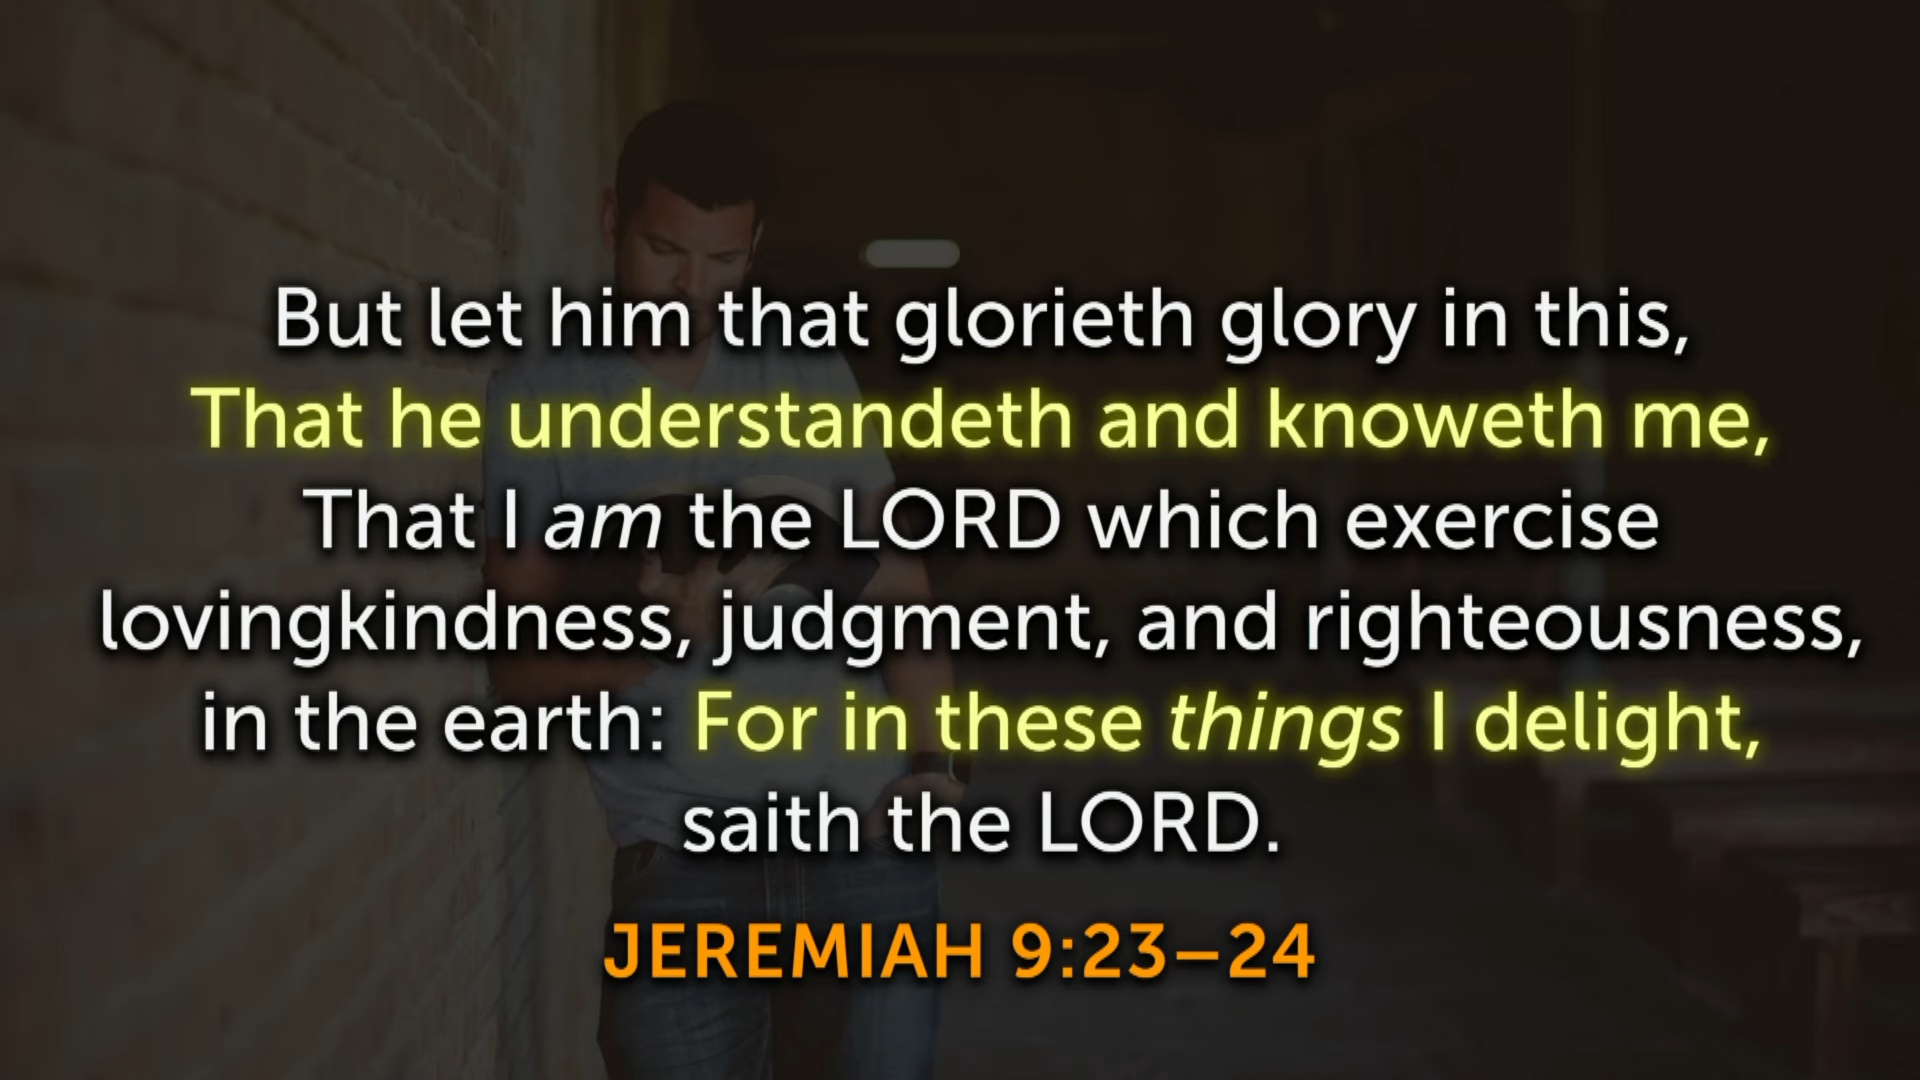 But let him that glorieth glory in this,
That he understandeth and knoweth me,
That I am the LORD which exercise
lovingkindness, judgment, and righteousness,
in the earth: For in these things I delight,
saith the LORD.
JEREMIAH 9:23–24